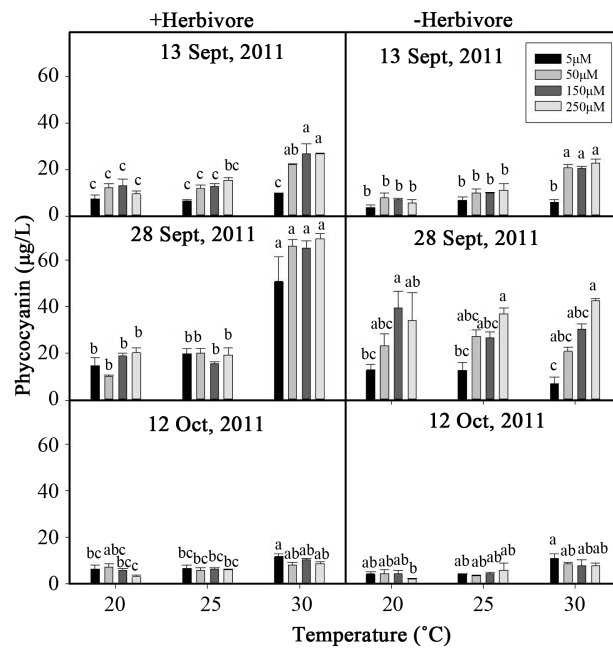 +Herbivore -Herbivore
13 Sept, 2011 13 Sept, 2011
5μM
50μM
150μM
250μM
60
40
20
0
c c c c c c c bc c ab a a
b b b b b b b b b a a a
28 Sept, 2011 28 Sept, 2011
60
40
20
0
b b b b bb b b a a a a
bc abc a ab bc abc abc a c abc abc a
12 Oct, 2011 12 Oct, 2011
60
40
20
0
bc abc bc c bc bc bc bc a ab ab ab
ab ab ab b ab ab ab ab a ab ab ab
Phycocyanin (μg/L)
20 25 30 20 25 30
Temperature (˚C)